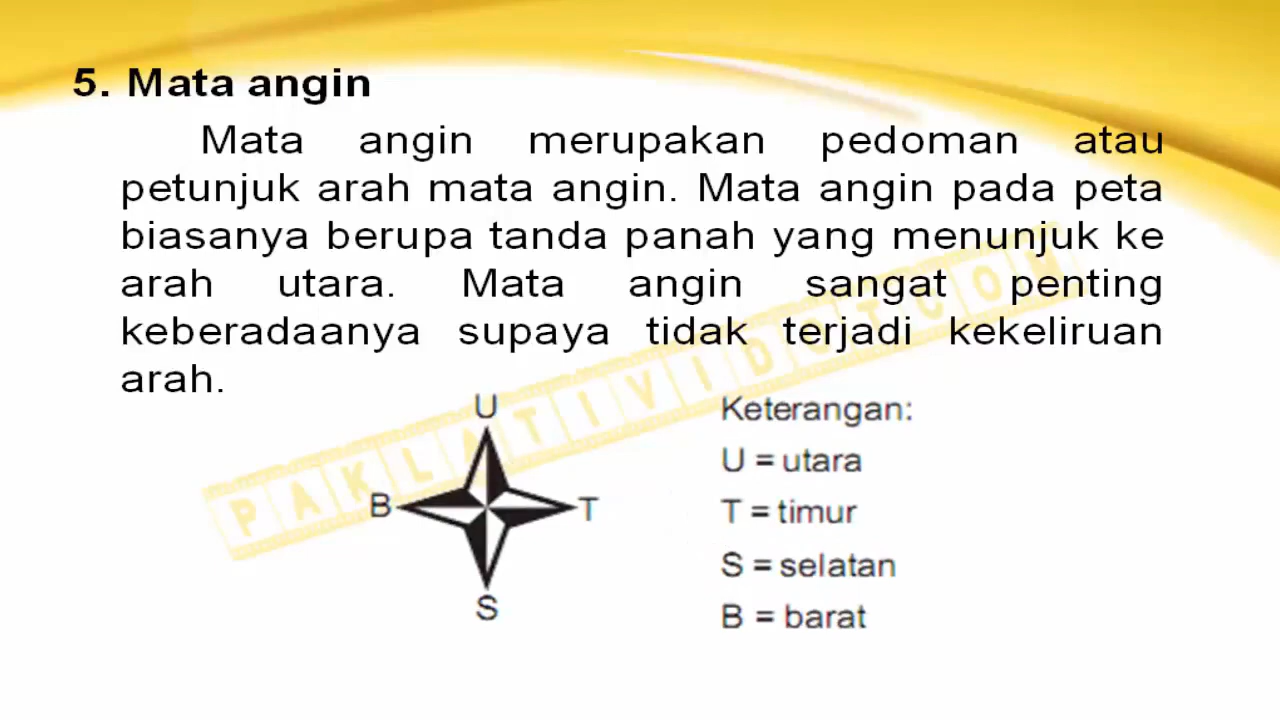 5. Mata angin
Mata angin merupakan pedoman atau
petunjuk arah mata angin. Mata angin pada peta
biasanya berupa tanda panah yang menunjuk ke
arah utara. Mata angin sangat penting
keberadaanya supaya tidak terjadi kekeliruan
arah.
U
B
T
S
Keterangan:
U = utara
T = timur
S = selatan
B = barat
PAKLATIVIDOTCOM